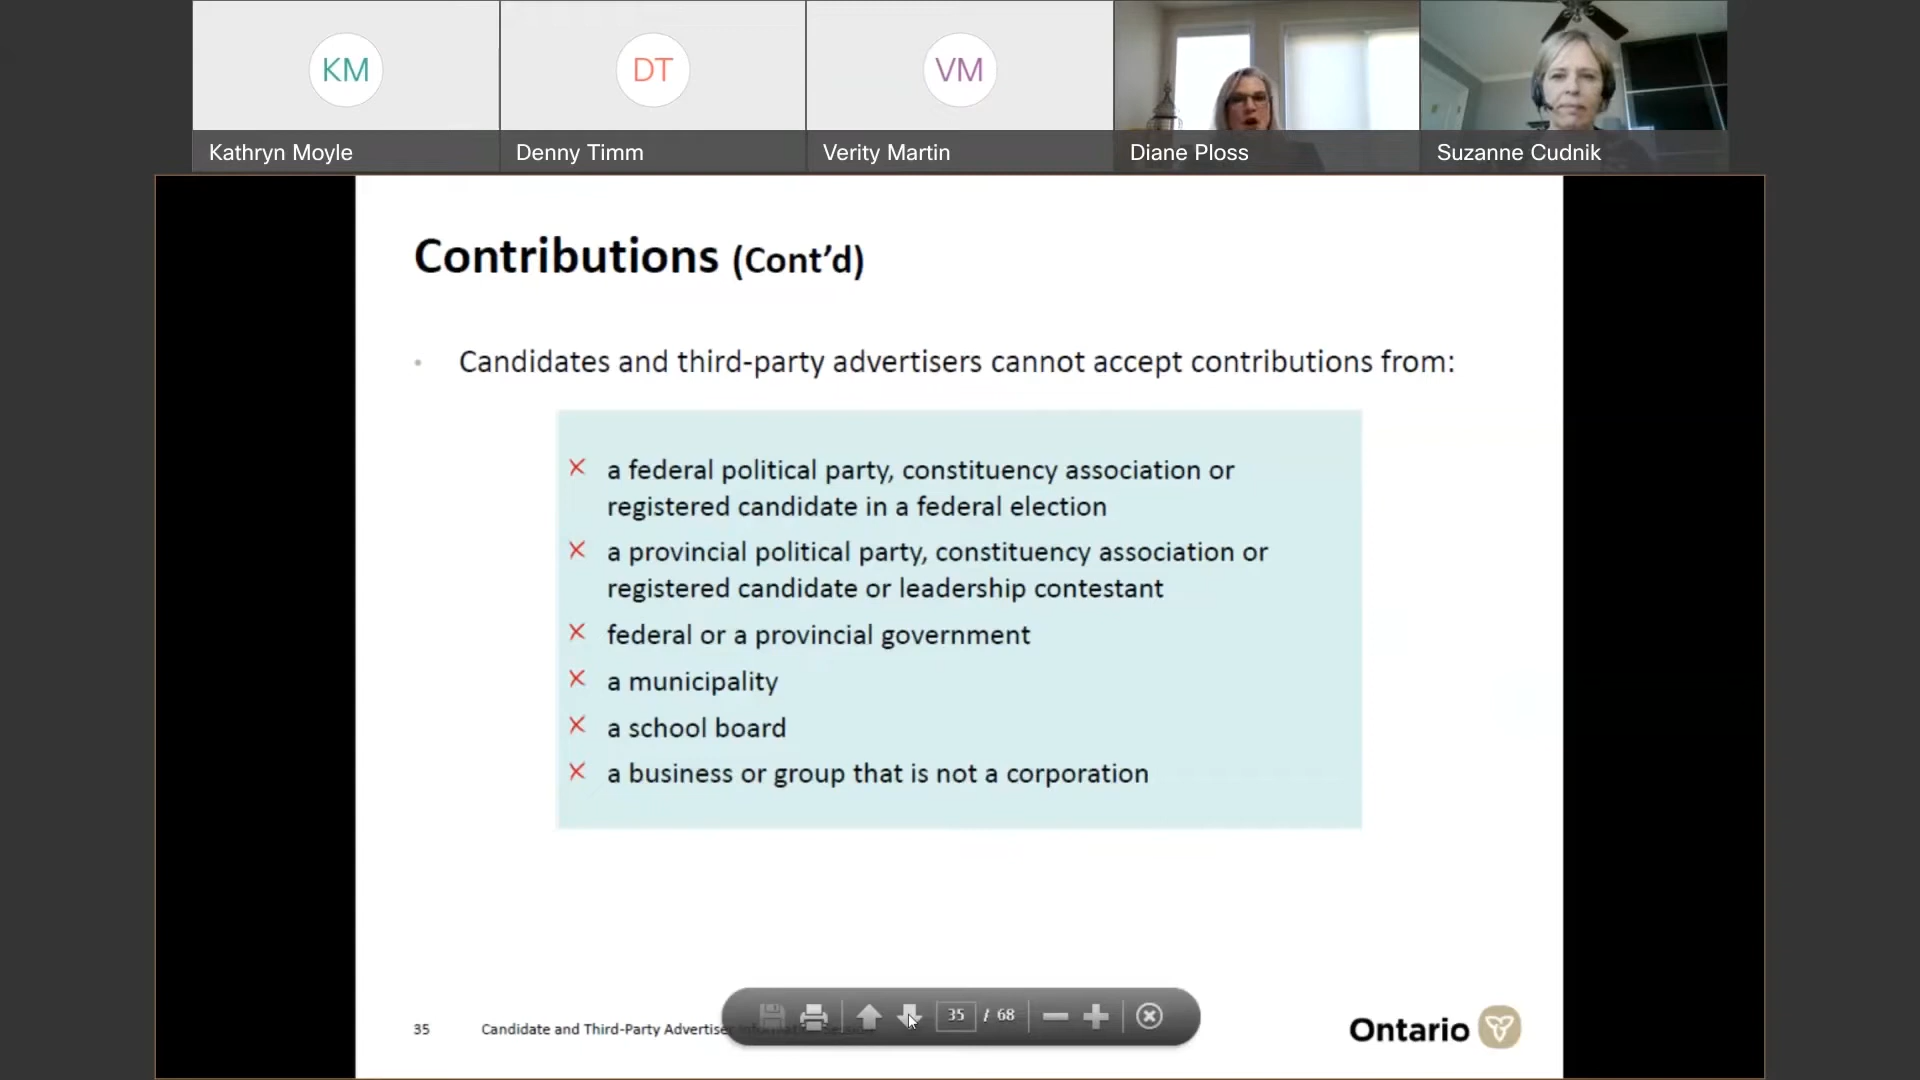 KM
DT
VM
Kathryn Moyle
Denny Timm
Verity Martin
Diane Ploss
Suzanne Cudnik
Contributions (Cont’d)
• Candidates and third-party advertisers cannot accept contributions from:
a federal political party, constituency association or
registered candidate in a federal election
a provincial political party, constituency association or
registered candidate or leadership contestant
federal or a provincial government
a municipality
a school board
a business or group that is not a corporation
35 Candidate and Third-Party Advertiser
35 / 68
Ontario